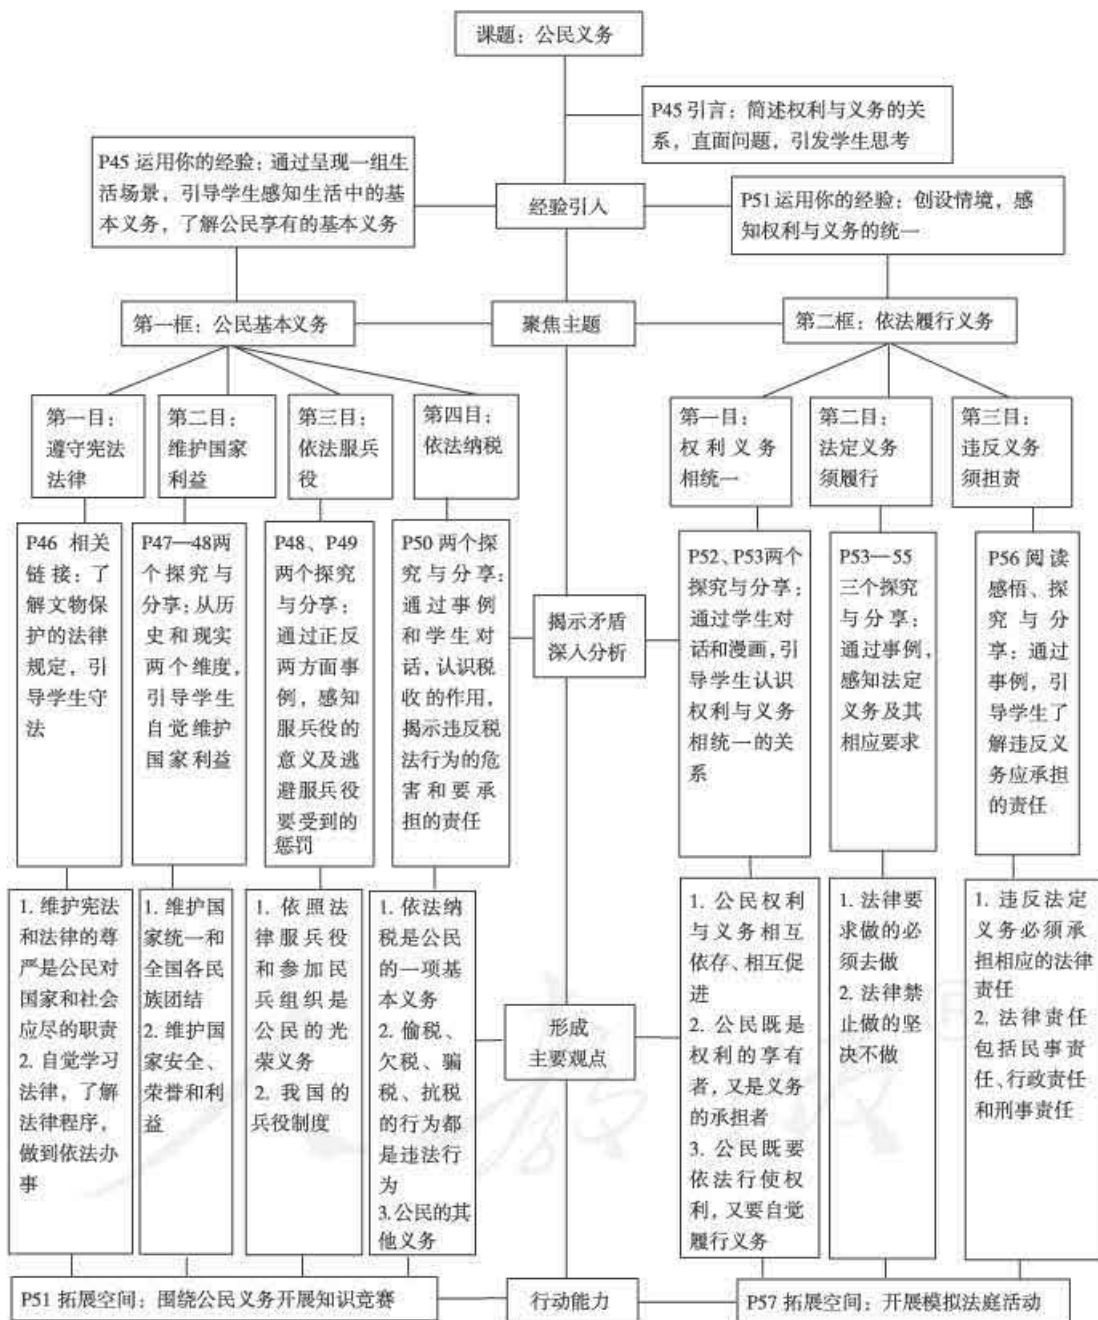 课题：公民义务
P45 引言：简述权利与义务的关
系，直面问题，引发学生思考
P45 运用你的经验：通过呈现一组生
活场景，引导学生感知生活中的基
本义务，了解公民享有的基本义务
经验引入
P51 运用你的经验：创设情境，感
知权利与义务的统一
第一框：公民基本义务
聚焦主题
第二框：依法履行义务
第一目：
遵守宪法
法律
第二目：
维护国家
利益
第三目：
依法服兵
役
第四目：
依法纳税
第一目：
权利义务
相统一
第二目：
法定义务
须履行
第三目：
违反义务
须担责
P46 相关
链接：了
解文物保
护的法律
规定，引
导学生守
法
P47—48两
个探究与
分享：从历
史和现实
两个维度，
引导学生
自觉维护
国家利益
P48、P49
两个探究
与分享：
通过正反
两方面事
例，感知
服兵役的
意义及逃
避服兵役
要受到的
惩罚
P50 两个探
究与分享：
通过事例
和学生对
话，认识税
收的作用，
揭示违反税
法行为的危
害和要承
担的责任
揭示矛盾
深入分析
P52、P53两个
探究与分享：
通过学生对
话和漫画，引
导学生认识
权利与义务
相统一的关
系
P53—55
三个探究
与分享：
通过事例，
感知法定
义务及其
相应要求
P56 阅读
感悟、探
究与分
享：通过
事例，引
导学生了
解违反义
务应承担
的责任
1. 维护宪法
和法律的尊
严是公民对
国家和社会
应尽的职责
2. 自觉学习
法律，了解
法律程序，
做到依法办
事
1. 维护国
家统一和
全国各民
族团结
2. 维护国
家安全、
荣誉和利
益
1. 依照法
律服兵役
和参加民
兵组织是
公民的光
荣义务
2. 我国的
兵役制度
1. 依法纳
税是公民
的一项基
本义务
2. 偷税、
欠税、骗
税、抗税
的行为都
是违法行
为
3.公民的其
他义务
形成
主要观点
1. 公民权利
与义务相互
依存、相互促
进
2. 公民既是
权利的享有
者，又是义务
的承担者
3. 公民既要
依法行使权
利，又要自觉
履行义务
1. 法律要
求做的必
须去做
2. 法律禁
止做的坚
决不做
1. 违反法定
义务必须承
担相应的法律
责任
2. 法律责任
包括民事责
任、行政责任
和刑事责任
P51 拓展空间：围绕公民义务开展知识竞赛
行动能力
P57 拓展空间：开展模拟法庭活动